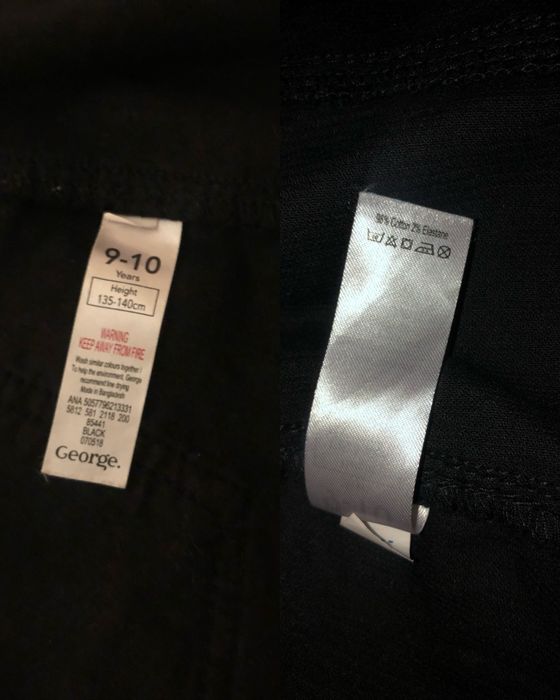 9-10
Years
Height
135-140cm
WARNING
KEEP AWAY FROM FIRE
Wash similar colours together
To help the environment, George
recommend line drying
Made in Bangladesh
ANA 5057796213331
5812 581 2118 200
85441
BLACK
070518
George.
98% Cotton 2% Elastane